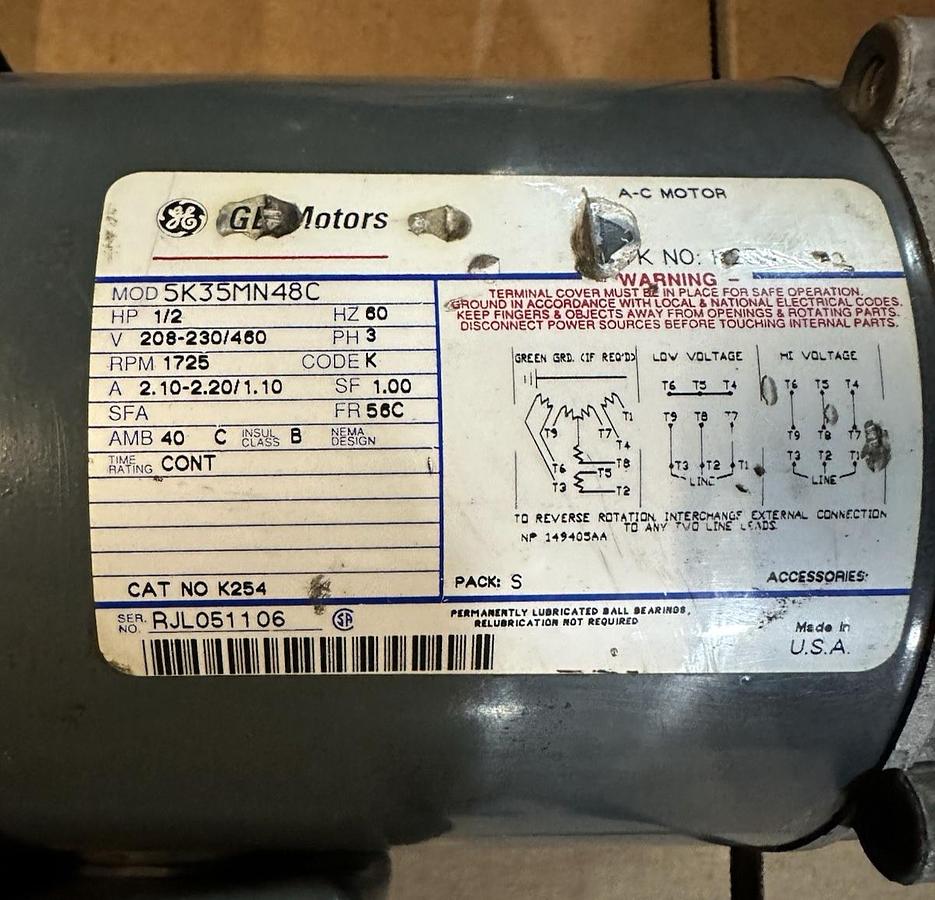 GE Motors
A-C MOTOR
K NO:
MOD 5K35MN48C
HP 1/2 HZ 60
V 208-230/460 PH 3
RPM 1725 CODE K
A 2.10-2.20/1.10 SF 1.00
SFA FR 56C
AMB 40 C INSUL CLASS B NEMA DESIGN
TIME RATING CONT
CAT NO K254
SER. NO. RJL051106
- WARNING -
TERMINAL COVER MUST BE IN PLACE FOR SAFE OPERATION.
GROUND IN ACCORDANCE WITH LOCAL & NATIONAL ELECTRICAL CODES.
KEEP FINGERS & OBJECTS AWAY FROM OPENINGS & ROTATING PARTS.
DISCONNECT POWER SOURCES BEFORE TOUCHING INTERNAL PARTS.
GREEN GRD. (IF REQ'D)
T1
T9 T7
T4
T8
T6 T5
T3 T2
LOW VOLTAGE
T6 T5 T4
T9 T8 T7
T3 T2 T1
LINE
HI VOLTAGE
T6 T5 T4
T9 T8 T7
T3 T2 T1
LINE
TO REVERSE ROTATION, INTERCHANGE EXTERNAL CONNECTION
TO ANY TWO LINE LEADS.
NP 149405AA
PACK: S ACCESSORIES:
PERMANENTLY LUBRICATED BALL BEARINGS,
RELUBRICATION NOT REQUIRED
Made in
U.S.A.